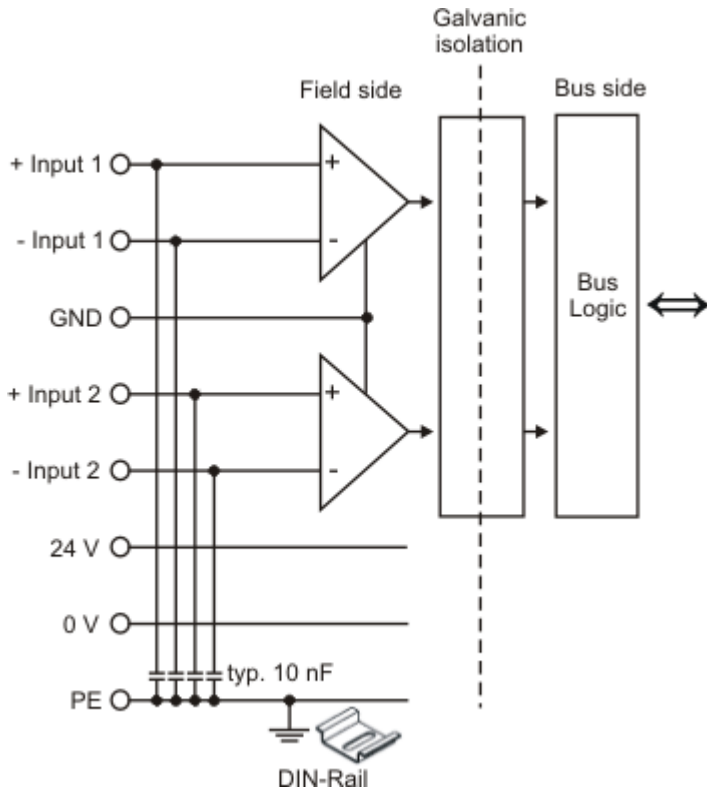 Galvanic
isolation
Field side
Bus side
+ Input 1
+
- Input 1
-
GND
Bus
Logic
+ Input 2
+
- Input 2
-
24 V
0 V
typ. 10 nF
PE
DIN-Rail